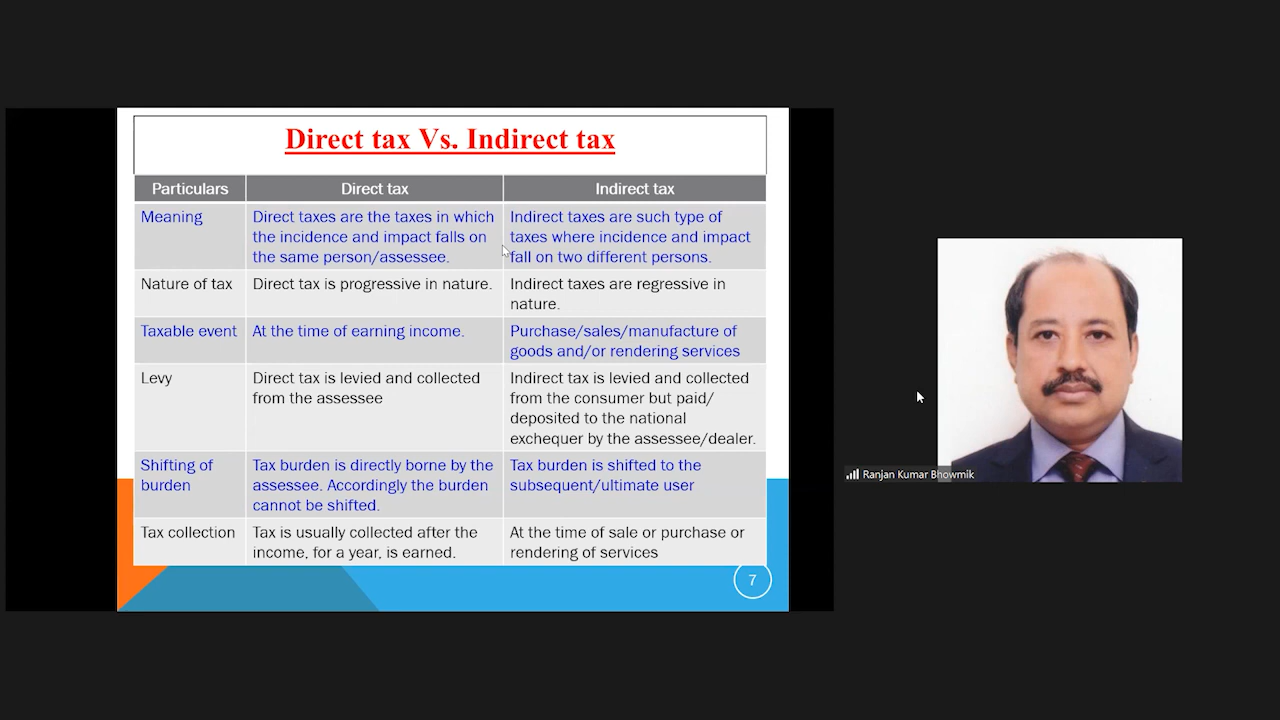 Direct tax Vs. Indirect tax
Particulars
Direct tax
Indirect tax
Meaning
Direct taxes are the taxes in which
the incidence and impact falls on
the same person/assessee.
Indirect taxes are such type of
taxes where incidence and impact
fall on two different persons.
Nature of tax
Direct tax is progressive in nature.
Indirect taxes are regressive in
nature.
Taxable event
At the time of earning income.
Purchase/sales/manufacture of
goods and/or rendering services
Levy
Direct tax is levied and collected
from the assessee
Indirect tax is levied and collected
from the consumer but paid/
deposited to the national
exchequer by the assessee/dealer.
Shifting of
burden
Tax burden is directly borne by the
assessee. Accordingly the burden
cannot be shifted.
Tax burden is shifted to the
subsequent/ultimate user
Tax collection
Tax is usually collected after the
income, for a year, is earned.
At the time of sale or purchase or
rendering of services
7
Ranjan Kumar Bhowmik